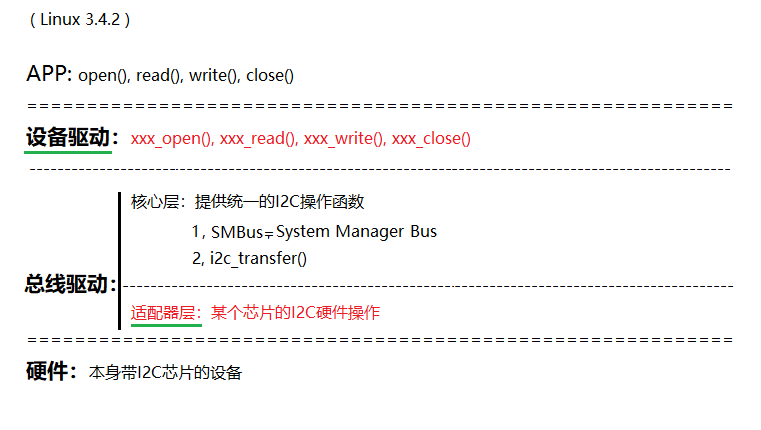 ( Linux 3.4.2 )
APP: open(), read(), write(), close()
设备驱动：xxx_open(), xxx_read(), xxx_write(), xxx_close()
核心层：提供统一的I2C操作函数
1 , SMBus=System Manager Bus
2, i2c_transfer()
总线驱动：
适配器层：某个芯片的I2C硬件操作
硬件：本身带I2C芯片的设备